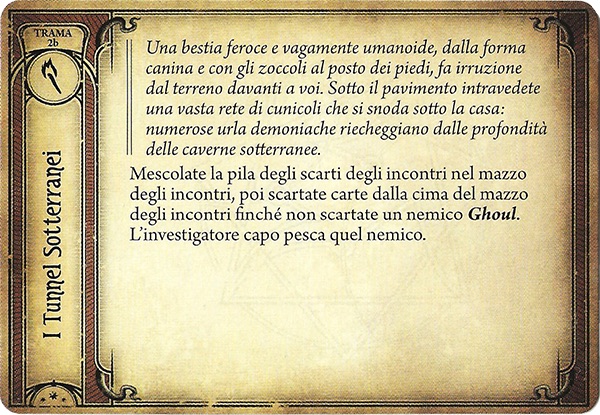 TRAMA
2b
I Tunnel Sotterranei
Una bestia feroce e vagamente umanoide, dalla forma
canina e con gli zoccoli al posto dei piedi, fa irruzione
dal terreno davanti a voi. Sotto il pavimento intravedete
una vasta rete di cunicoli che si snoda sotto la casa:
numerose urla demoniache riecheggiano dalle profondità
delle caverne sotterranee.
Mescolate la pila degli scarti degli incontri nel mazzo
degli incontri, poi scartate carte dalla cima del mazzo
degli incontri finché non scartate un nemico Ghoul.
L’investigatore capo pesca quel nemico.